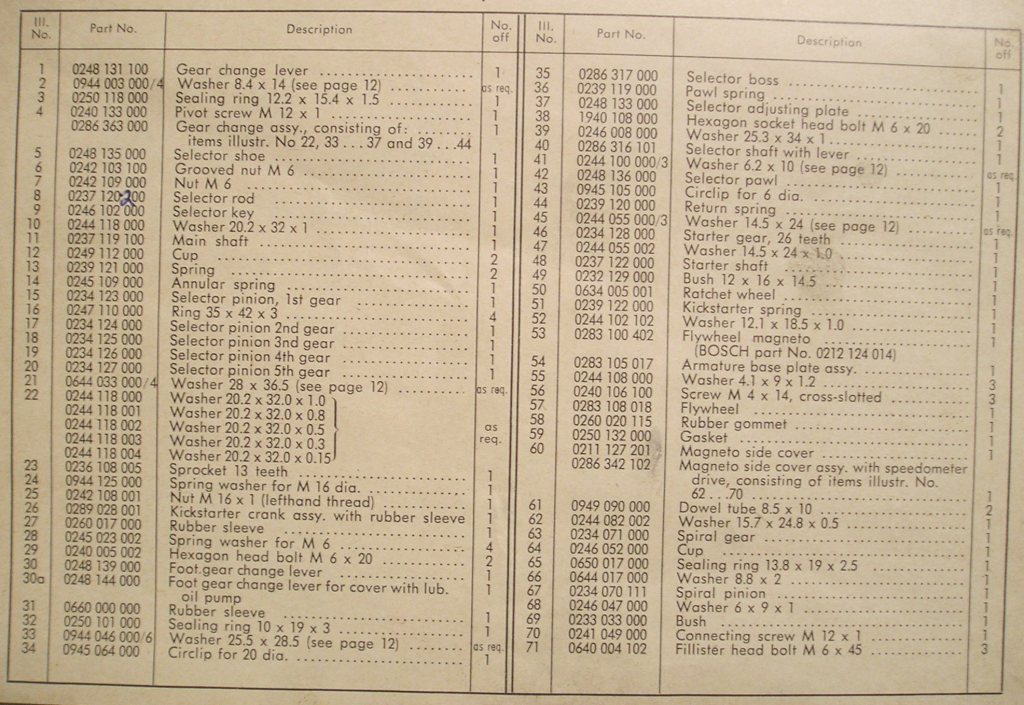 Ill. No. Part No. Description No. off
1 0248 131 100 Gear change lever .................... 1
2 0944 003 000/4 Washer 8.4 x 14 (see page 12) .......... as req.
3 0250 118 000 Sealing ring 12.2 x 15.4 x 1.5 ............ 1
4 0240 133 000 Pivot screw M 12 x 1 .................. 1
0286 363 000 Gear change assy., consisting of: ........ 1
items illustr. No 22, 33 ...37 and 39 ...44
5 0248 135 000 Selector shoe ........................ 1
6 0242 103 100 Grooved nut M 6 ...................... 1
7 0242 109 000 Nut M 6 .............................. 1
8 0237 120 200 Selector rod ........................ 1
9 0246 102 000 Selector key ........................ 1
10 0244 118 000 Washer 20.2 x 32 x 1 .................. 1
11 0237 119 100 Main shaft .......................... 1
12 0249 112 000 Cup ................................ 2
13 0239 121 000 Spring .............................. 2
14 0245 109 000 Annular spring ...................... 1
15 0234 123 000 Selector pinion, 1st gear .............. 1
16 0247 110 000 Ring 35 x 42 x 3 ...................... 4
17 0234 124 000 Selector pinion 2nd gear .............. 1
18 0234 125 000 Selector pinion 3nd gear .............. 1
19 0234 126 000 Selector pinion 4th gear .............. 1
20 0234 127 000 Selector pinion 5th gear .............. 1
21 0644 033 000/4 Washer 28 x 36.5 (see page 12) .......... as req.
22 0244 118 000 Washer 20.2 x 32.0 x 1.0
0244 118 001 Washer 20.2 x 32.0 x 0.8
0244 118 002 Washer 20.2 x 32.0 x 0.5 as
0244 118 003 Washer 20.2 x 32.0 x 0.3 req.
0244 118 004 Washer 20.2 x 32.0 x 0.15
23 0236 108 005 Sprocket 13 teeth .................... 1
24 0944 125 000 Spring washer for M 16 dia. ............ 1
25 0242 108 001 Nut M 16 x 1 (lefthand thread) .......... 1
26 0289 028 001 Kickstarter crank assy. with rubber sleeve 1
27 0260 017 000 Rubber sleeve ........................ 1
28 0245 023 002 Spring washer for M 6 .................. 4
29 0240 005 002 Hexagon head bolt M 6 x 20 ............ 2
30 0248 139 000 Foot.gear change lever ................ 1
30a 0248 144 000 Foot gear change lever for cover with lub.
oil pump 1
31 0660 000 000 Rubber sleeve ........................ 1
32 0250 101 000 Sealing ring 10 x 19 x 3 ................ 1
33 0944 046 000/6 Washer 25.5 x 28.5 (see page 12) ........ as req.
34 0945 064 000 Circlip for 20 dia. .................... 1
Ill. No. Part No. Description No. off
35 0286 317 000 Selector boss ........................ 1
36 0239 119 000 Pawl spring .......................... 1
37 0248 133 000 Selector adjusting plate .............. 1
38 1940 108 000 Hexagon socket head bolt M 6 x 20 ...... 2
39 0246 008 000 Washer 25.3 x 34 x 1 .................. 1
40 0286 316 101 Selector shaft with lever .............. 1
41 0244 100 000/3 Washer 6.2 x 10 (see page 12) .......... as req.
42 0248 136 000 Selector pawl ........................ 1
43 0945 105 000 Circlip for 6 dia. .................... 1
44 0239 120 000 Return spring ........................ 1
45 0244 055 000/3 Washer 14.5 x 24 (see page 12) .......... as req.
46 0234 128 000 Starter gear, 26 teeth ................ 1
47 0244 055 002 Washer 14.5 x 24 x 1.0 ................ 1
48 0237 122 000 Starter shaft ........................ 1
49 0232 129 000 Bush 12 x 16 x 14.5 .................. 1
50 0634 005 001 Ratchet wheel ........................ 1
51 0239 122 000 Kickstarter spring .................... 1
52 0244 102 102 Washer 12.1 x 18.5 x 1.0 .............. 1
53 0283 100 402 Flywheel magneto .................... 1
(BOSCH part No. 0212 124 014)
54 0283 105 017 Armature base plate assy. .............. 1
55 0244 108 000 Washer 4.1 x 9 x 1.2 .................. 3
56 0240 106 100 Screw M 4 x 14, cross-slotted .......... 3
57 0283 108 018 Flywheel ............................ 1
58 0260 020 115 Rubber gommet ...................... 1
59 0250 132 000 Gasket .............................. 1
60 0211 127 201 Magneto side cover .................. 1
0286 342 102 Magneto side cover assy. with speedometer
drive, consisting of items illustr. No.
62 ...70 ............................ 1
61 0949 090 000 Dowel tube 8.5 x 10 .................. 2
62 0244 082 002 Washer 15.7 x 24.8 x 0.5 .............. 1
63 0234 071 000 Spiral gear .......................... 1
64 0246 052 000 Cup ................................ 1
65 0650 017 000 Sealing ring 13.8 x 19 x 2.5 ............ 1
66 0644 017 000 Washer 8.8 x 2 ...................... 1
67 0234 070 111 Spiral pinion ........................ 1
68 0246 047 000 Washer 6 x 9 x 1 .................... 1
69 0233 033 000 Bush ................................ 1
70 0241 049 000 Connecting screw M 12 x 1 ............ 1
71 0640 004 102 Fillister head bolt M 6 x 45 ............ 3